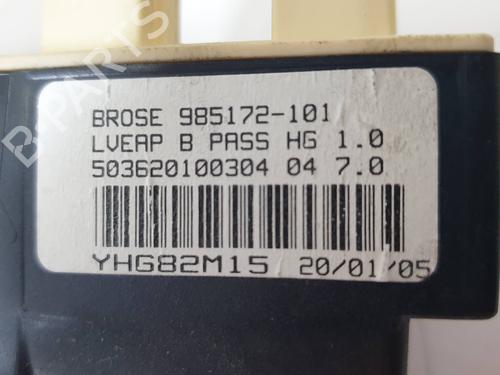 BROSE 985172-101
LVEAP B PASS HG 1.0
503620100304 04 7.0
YHG82M15 20/01/05